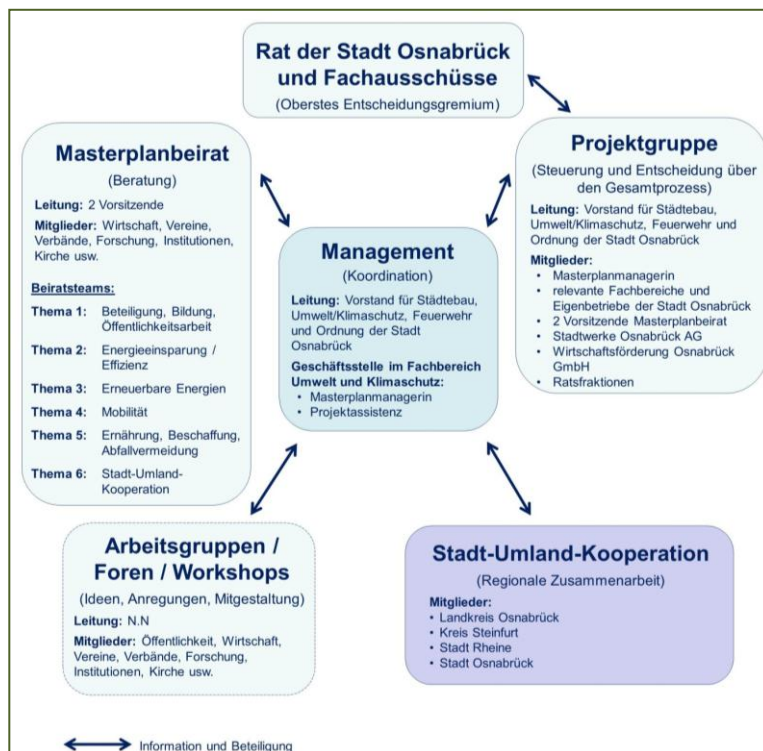 Rat der Stadt Osnabrück
und Fachausschüsse
(Oberstes Entscheidungsgremium)
Masterplanbeirat
(Beratung)
Leitung: 2 Vorsitzende
Mitglieder: Wirtschaft, Vereine,
Verbände, Forschung, Institutionen,
Kirche usw.
Beiratsteams:
Thema 1: Beteiligung, Bildung,
Öffentlichkeitsarbeit
Thema 2: Energieeinsparung /
Effizienz
Thema 3: Erneuerbare Energien
Thema 4: Mobilität
Thema 5: Ernährung, Beschaffung,
Abfallvermeidung
Thema 6: Stadt-Umland-
Kooperation
Projektgruppe
(Steuerung und Entscheidung über
den Gesamtprozess)
Leitung: Vorstand für Städtebau,
Umwelt/Klimaschutz, Feuerwehr und
Ordnung der Stadt Osnabrück
Mitglieder:
• Masterplanmanagerin
• relevante Fachbereiche und
Eigenbetriebe der Stadt Osnabrück
• 2 Vorsitzende Masterplanbeirat
• Stadtwerke Osnabrück AG
• Wirtschaftsförderung Osnabrück
GmbH
• Ratsfraktionen
Management
(Koordination)
Leitung: Vorstand für Städtebau,
Umwelt/Klimaschutz, Feuerwehr
und Ordnung der Stadt
Osnabrück
Geschäftsstelle im Fachbereich
Umwelt und Klimaschutz:
• Masterplanmanagerin
• Projektassistenz
Arbeitsgruppen /
Foren / Workshops
(Ideen, Anregungen, Mitgestaltung)
Leitung: N.N
Mitglieder: Öffentlichkeit, Wirtschaft,
Vereine, Verbände, Forschung,
Institutionen, Kirche usw.
Stadt-Umland-Kooperation
(Regionale Zusammenarbeit)
Mitglieder:
• Landkreis Osnabrück
• Kreis Steinfurt
• Stadt Rheine
• Stadt Osnabrück
Information und Beteiligung